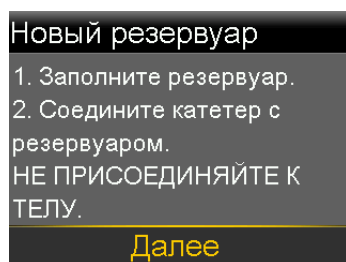 Новый резервуар
1. Заполните резервуар.
2. Соедините катетер с
резервуаром.
НЕ ПРИСОЕДИНЯЙТЕ К
ТЕЛУ.
Далее